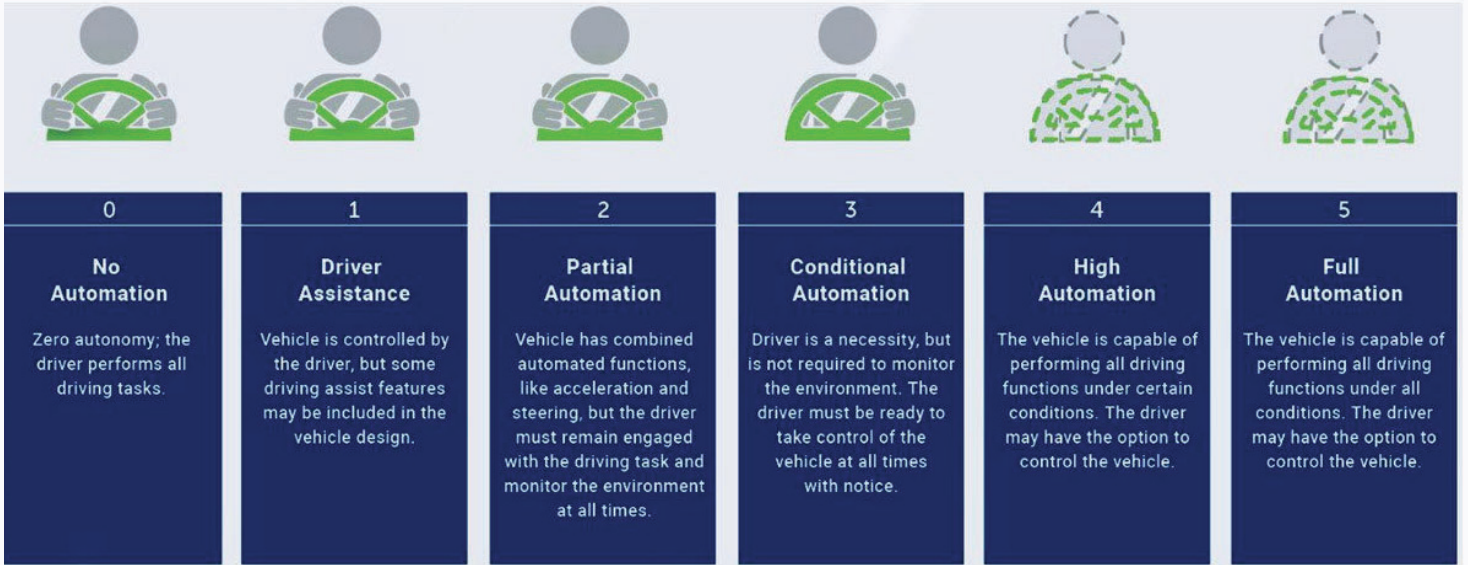 0
No
Automation
Zero autonomy; the
driver performs all
driving tasks.
1
Driver
Assistance
Vehicle is controlled by
the driver, but some
driving assist features
may be included in the
vehicle design.
2
Partial
Automation
Vehicle has combined
automated functions,
like acceleration and
steering, but the driver
must remain engaged
with the driving task and
monitor the environment
at all times.
3
Conditional
Automation
Driver is a necessity, but
is not required to monitor
the environment. The
driver must be ready to
take control of the
vehicle at all times
with notice.
4
High
Automation
The vehicle is capable of
performing all driving
functions under certain
conditions. The driver
may have the option to
control the vehicle.
5
Full
Automation
The vehicle is capable of
performing all driving
functions under all
conditions. The driver
may have the option to
control the vehicle.